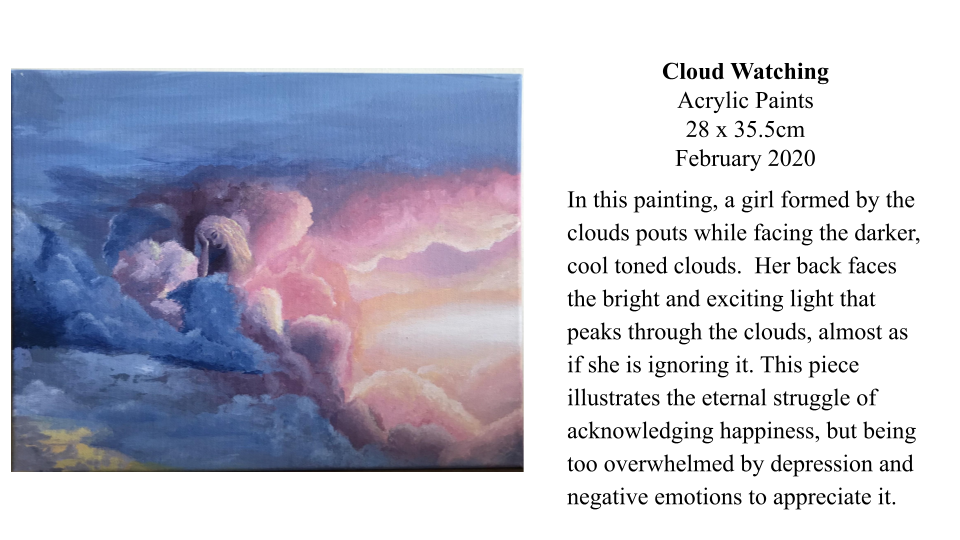 Cloud Watching
Acrylic Paints
28 x 35.5cm
February 2020
In this painting, a girl formed by the
clouds pouts while facing the darker,
cool toned clouds.  Her back faces
the bright and exciting light that
peaks through the clouds, almost as
if she is ignoring it. This piece
illustrates the eternal struggle of
acknowledging happiness, but being
too overwhelmed by depression and
negative emotions to appreciate it.